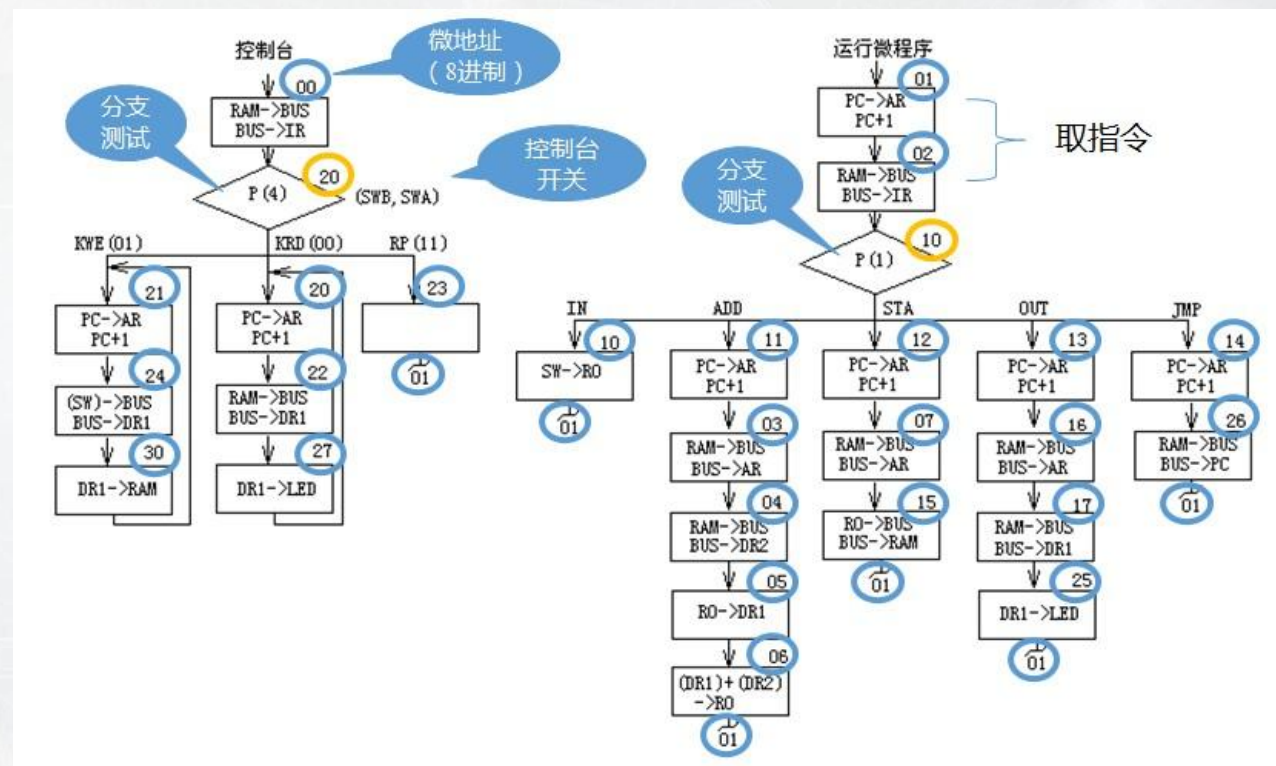 控制台
微地址
（8进制）
00
RAM->BUS
BUS->IR
分支
测试
20
P(4)
(SWB,SWA)
控制台
开关
KWE(01)
KRD(00)
RP(11)
21
PC->AR
PC+1
24
(SW)->BUS
BUS->DR1
30
DR1->RAM
20
PC->AR
PC+1
22
RAM->BUS
BUS->DR1
27
DR1->LED
23
01
运行微程序
01
PC->AR
PC+1
取指令
02
RAM->BUS
BUS->IR
分支
测试
10
P(1)
IN
ADD
STA
OUT
JMP
10
SW->RO
01
11
PC->AR
PC+1
03
RAM->BUS
BUS->AR
04
RAM->BUS
BUS->DR2
05
RO->DR1
06
(DR1)+(DR2)
->RO
01
12
PC->AR
PC+1
07
RAM->BUS
BUS->AR
15
RO->BUS
BUS->RAM
01
13
PC->AR
PC+1
16
RAM->BUS
BUS->AR
17
RAM->BUS
BUS->DR1
25
DR1->LED
01
14
PC->AR
PC+1
26
RAM->BUS
BUS->PC
01